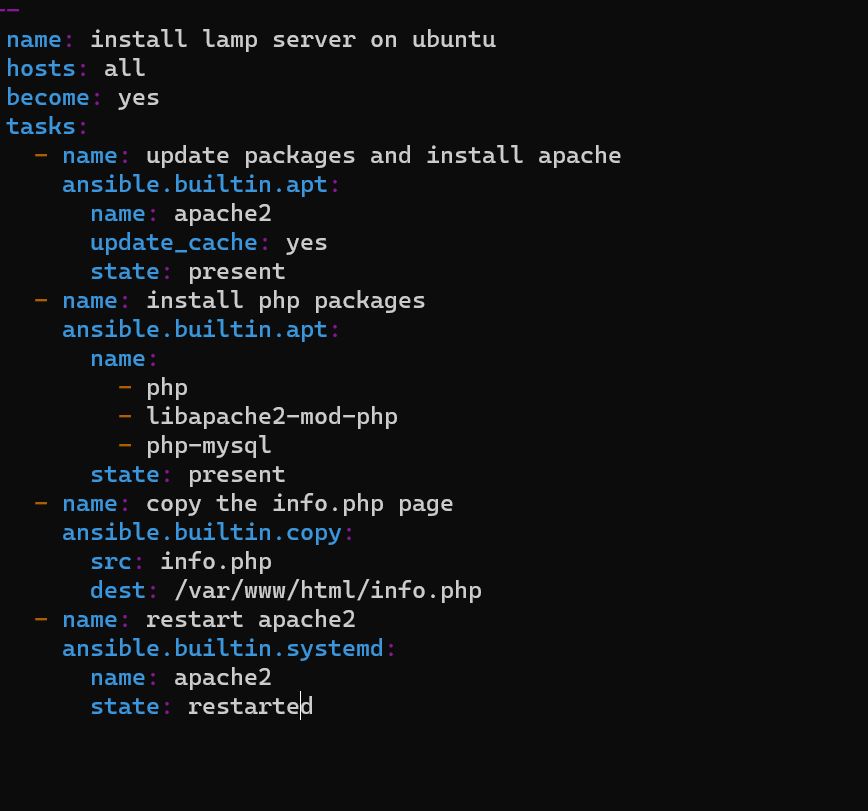 --
name: install lamp server on ubuntu
hosts: all
become: yes
tasks:
  - name: update packages and install apache
    ansible.builtin.apt:
      name: apache2
      update_cache: yes
      state: present
  - name: install php packages
    ansible.builtin.apt:
      name:
        - php
        - libapache2-mod-php
        - php-mysql
      state: present
  - name: copy the info.php page
    ansible.builtin.copy:
      src: info.php
      dest: /var/www/html/info.php
  - name: restart apache2
    ansible.builtin.systemd:
      name: apache2
      state: restarted